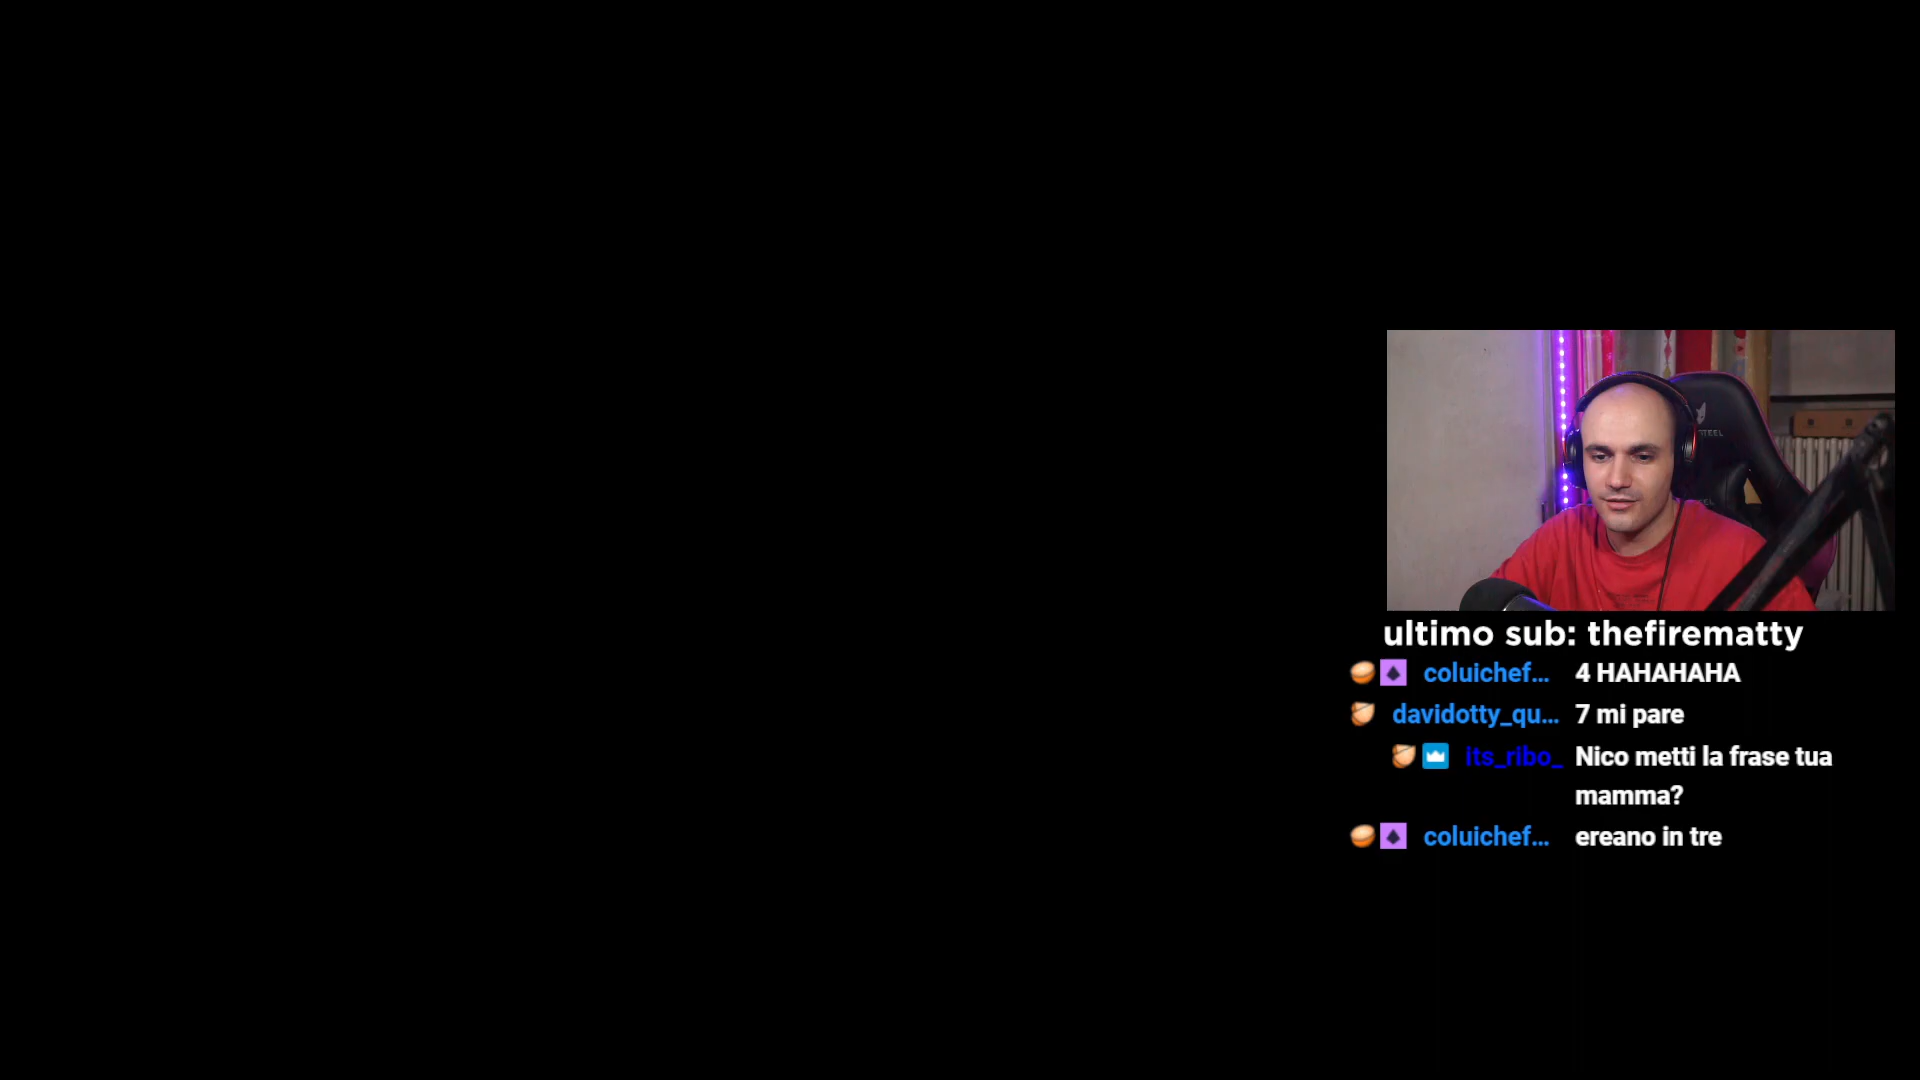 ultimo sub: thefirematty
coluichef... 4 HAHAHAHA
davidotty_qu... 7 mi pare
its_ribo_ Nico metti la frase tua
mamma?
coluichef... ereano in tre